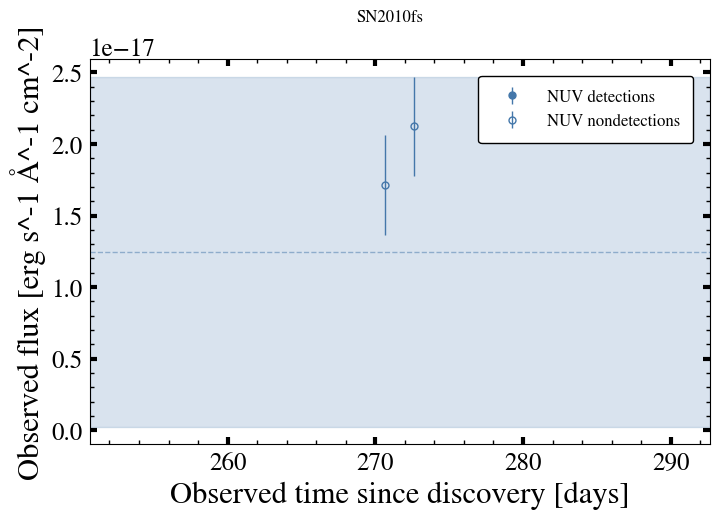 SN2010fs
1e−17
2.5
2.0
1.5
1.0
0.5
0.0
Observed flux [erg s^-1 Å^-1 cm^-2]
NUV detections
NUV nondetections
260 270 280 290
Observed time since discovery [days]